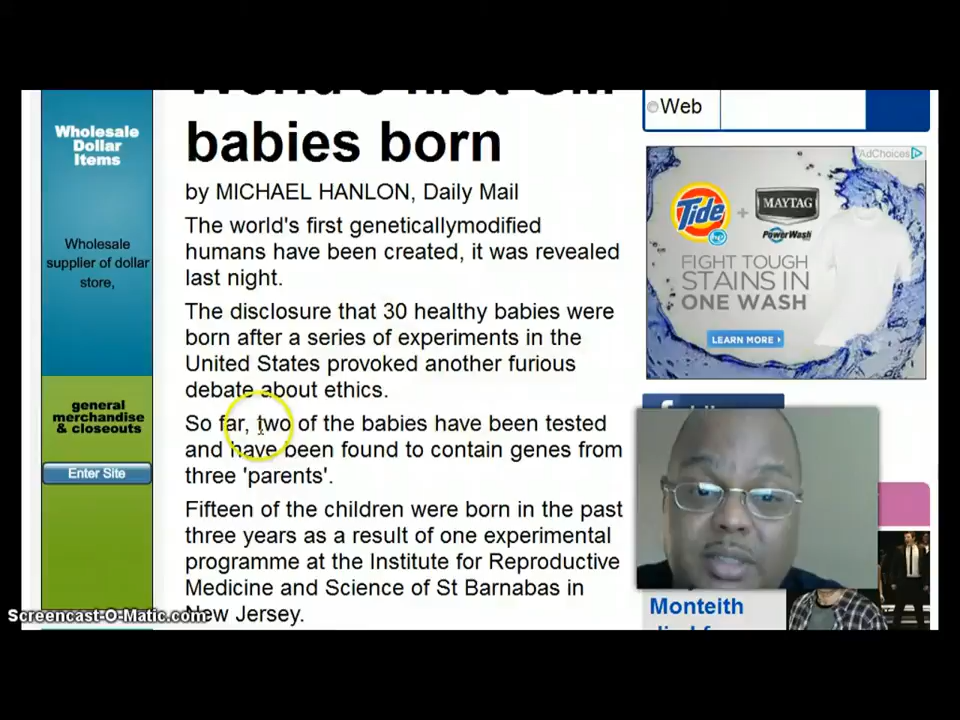 World's first GM
babies born
by MICHAEL HANLON, Daily Mail
The world's first geneticallymodified
humans have been created, it was revealed
last night.
The disclosure that 30 healthy babies were
born after a series of experiments in the
United States provoked another furious
debate about ethics.
So far, two of the babies have been tested
and have been found to contain genes from
three 'parents'.
Fifteen of the children were born in the past
three years as a result of one experimental
programme at the Institute for Reproductive
Medicine and Science of St Barnabas in
New Jersey.
Wholesale
Dollar
Items
Wholesale
supplier of dollar
store,
general
merchandise
& closeouts
Enter Site
Web
AdChoices
Tide
hp
+
MAYTAG
PowerWash
FIGHT TOUGH
STAINS IN
ONE WASH
LEARN MORE
Monteith
Screencast-O-Matic.com